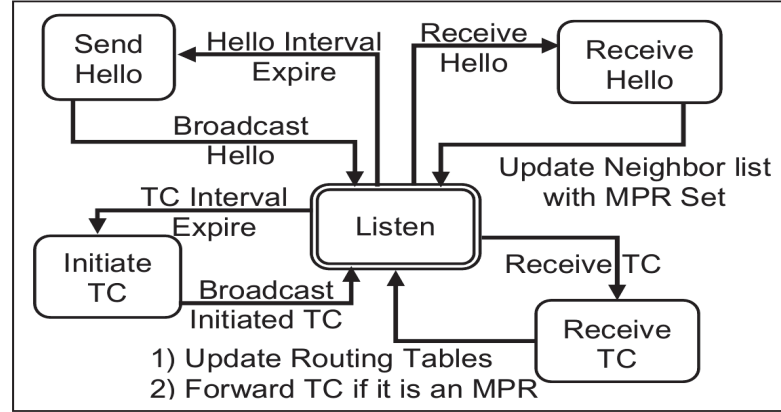 Send
Hello
Hello Interval
Expire
Receive
Hello
Receive
Hello
Broadcast
Hello
Update Neighbor list
with MPR Set
TC Interval
Expire
Listen
Initiate
TC
Receive TC
Broadcast
Initiated TC
Receive
TC
1) Update Routing Tables
2) Forward TC if it is an MPR